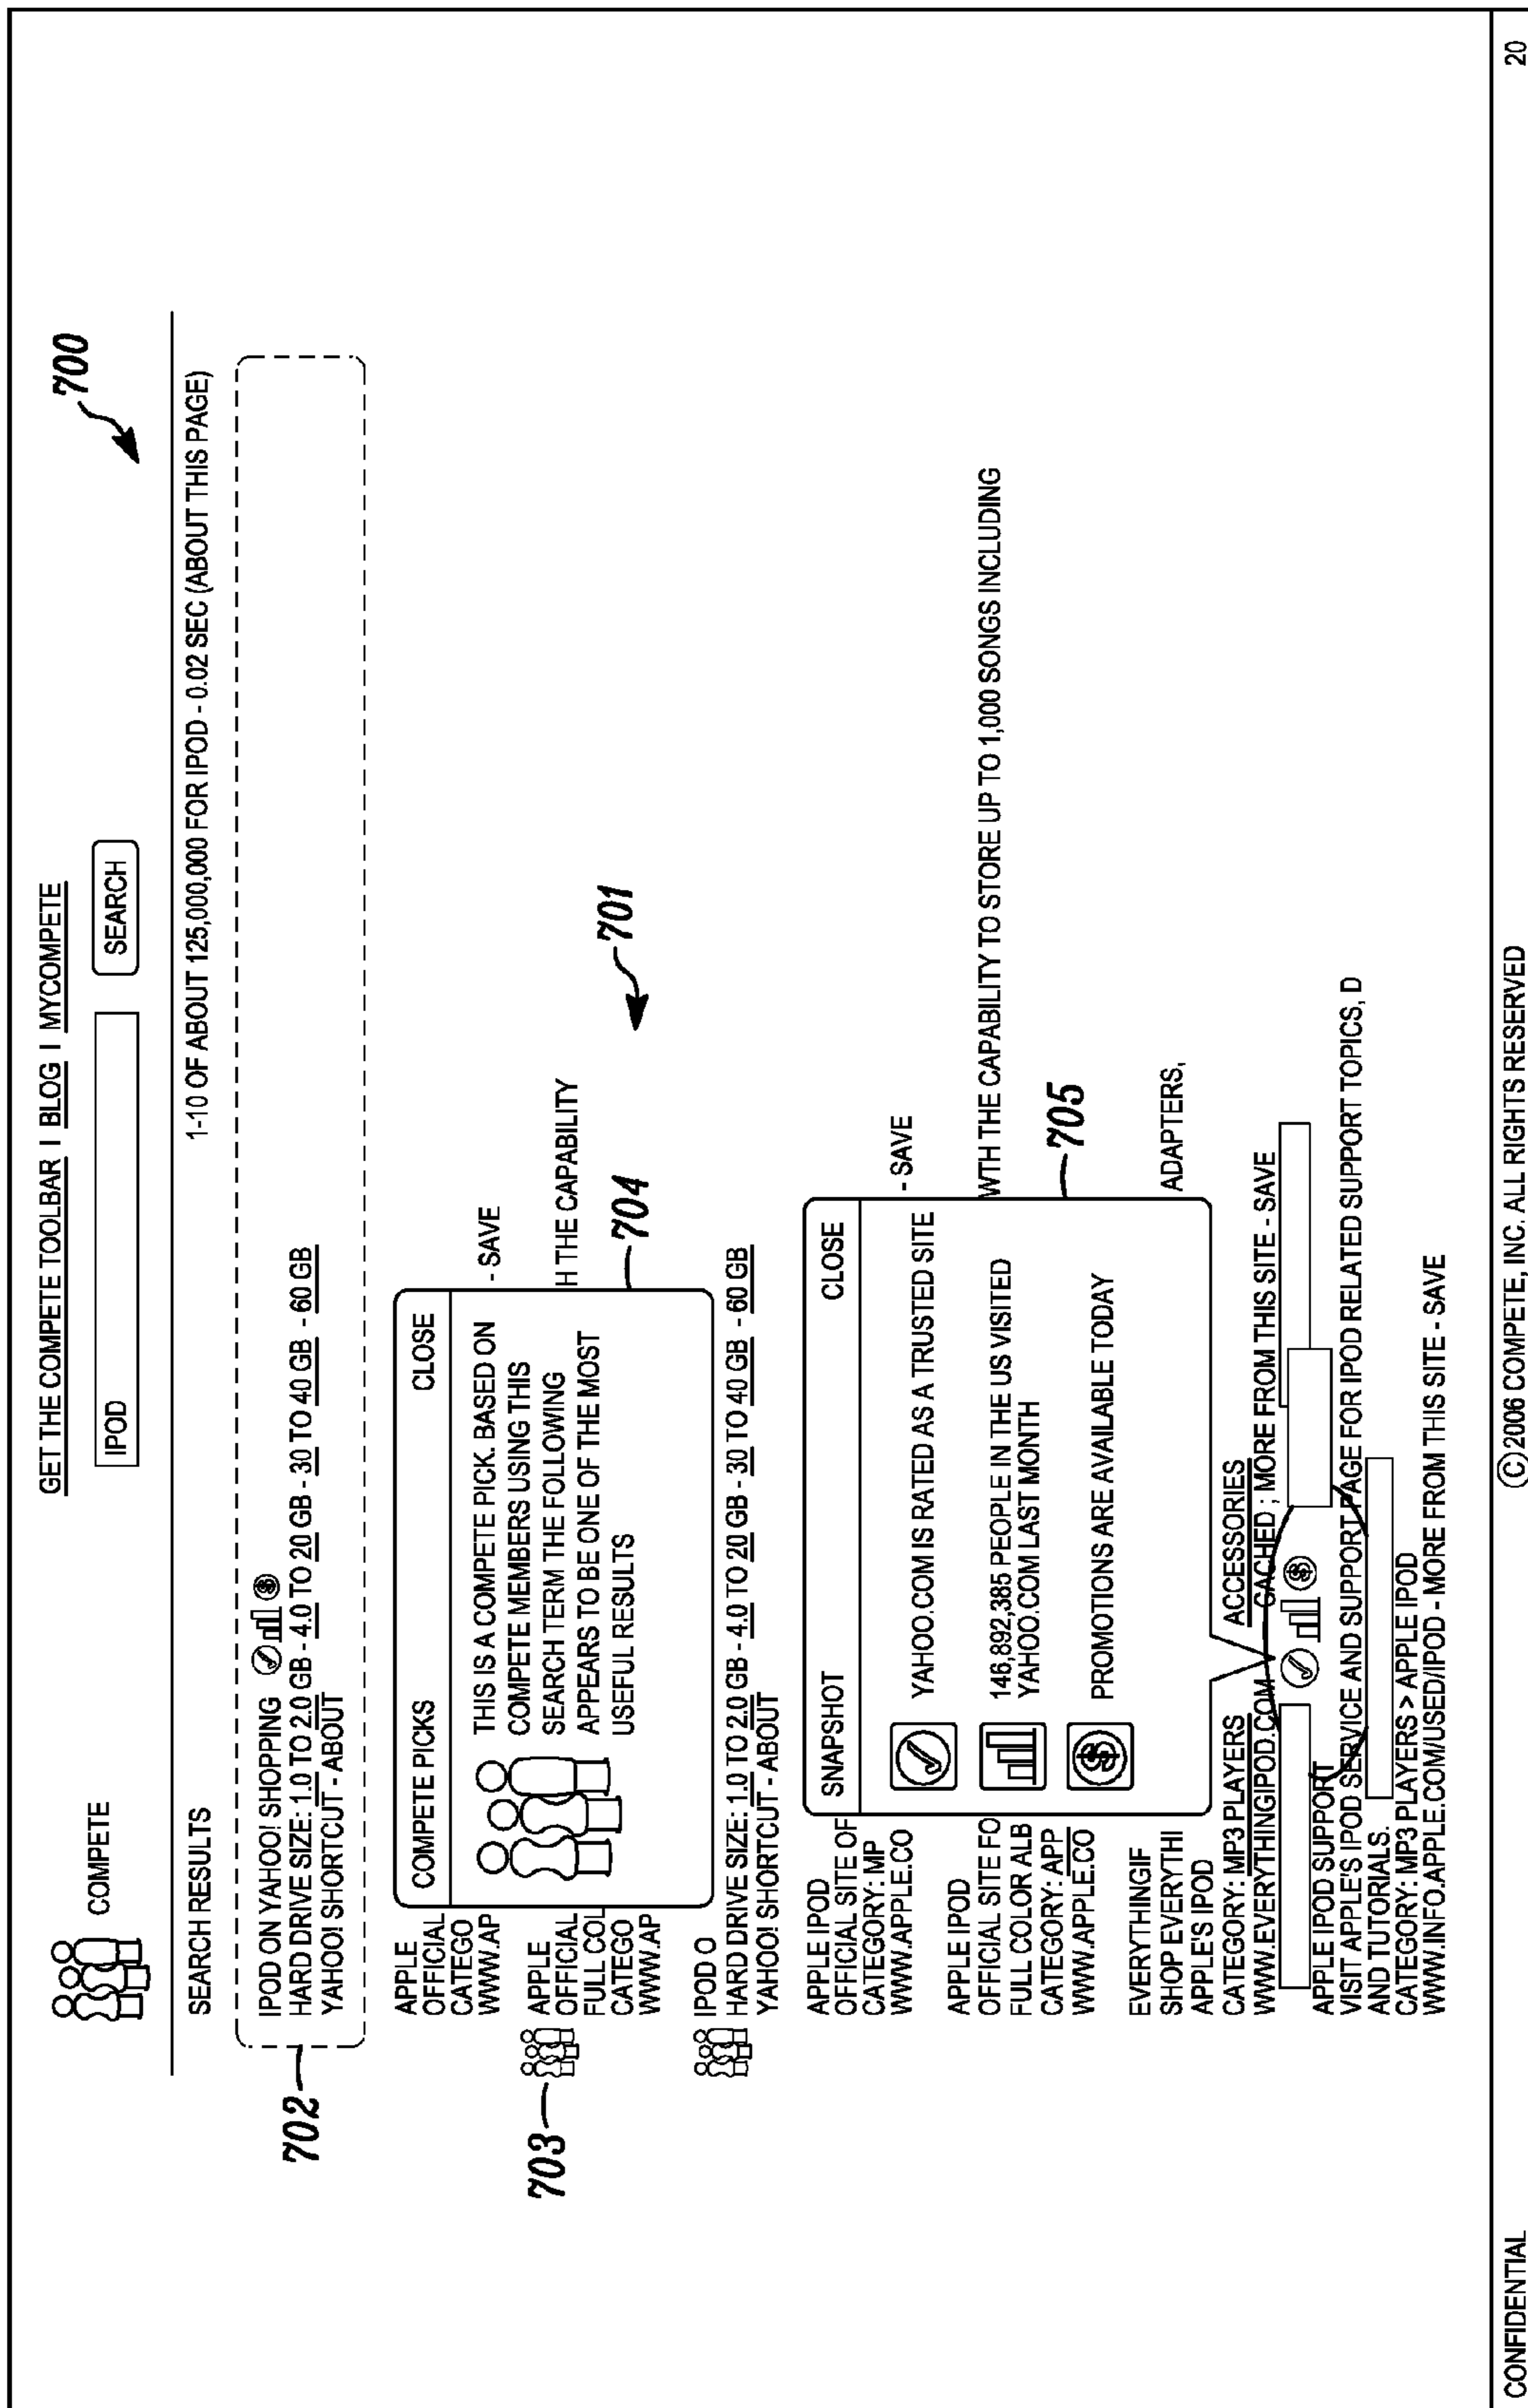 COMPETE
GET THE COMPETE TOOLBAR | BLOG | MYCOMPETE
IPOD
SEARCH
700
SEARCH RESULTS
1-10 OF ABOUT 125,000,000 FOR IPOD - 0.02 SEC (ABOUT THIS PAGE)
702
IPOD ON YAHOO! SHOPPING
HARD DRIVE SIZE: 1.0 TO 2.0 GB - 4.0 TO 20 GB - 30 TO 40 GB - 60 GB
YAHOO! SHORTCUT - ABOUT
APPLE
OFFICIAL
CATEGO
WWW.AP
- SAVE
COMPETE PICKS
CLOSE
THIS IS A COMPETE PICK. BASED ON
COMPETE MEMBERS USING THIS
SEARCH TERM THE FOLLOWING
APPEARS TO BE ONE OF THE MOST
USEFUL RESULTS
703
APPLE
OFFICIAL
FULL COL
CATEGO
WWW.AP
H THE CAPABILITY
704
701
IPOD O
HARD DRIVE SIZE: 1.0 TO 2.0 GB - 4.0 TO 20 GB - 30 TO 40 GB - 60 GB
YAHOO! SHORTCUT - ABOUT
APPLE IPOD
OFFICIAL SITE OF
CATEGORY: MP
WWW.APPLE.CO
- SAVE
SNAPSHOT
CLOSE
YAHOO.COM IS RATED AS A TRUSTED SITE
146,892,385 PEOPLE IN THE US VISITED
YAHOO.COM LAST MONTH
PROMOTIONS ARE AVAILABLE TODAY
APPLE IPOD
OFFICIAL SITE FO
FULL COLOR ALB
CATEGORY: APP
WWW.APPLE.CO
WTH THE CAPABILITY TO STORE UP TO 1,000 SONGS INCLUDING
705
EVERYTHINGIF
SHOP EVERYTHI
ADAPTERS,
APPLE'S IPOD
CATEGORY: MP3 PLAYERS ACCESSORIES
WWW.EVERYTHINGIPOD.COM CACHED ; MORE FROM THIS SITE - SAVE
APPLE IPOD SUPPORT
VISIT APPLE'S IPOD SERVICE AND SUPPORT PAGE FOR IPOD RELATED SUPPORT TOPICS, D
AND TUTORIALS.
CATEGORY: MP3 PLAYERS > APPLE IPOD
WWW.INFO.APPLE.COM/USED/IPOD - MORE FROM THIS SITE - SAVE
CONFIDENTIAL
© 2006 COMPETE, INC. ALL RIGHTS RESERVED
20